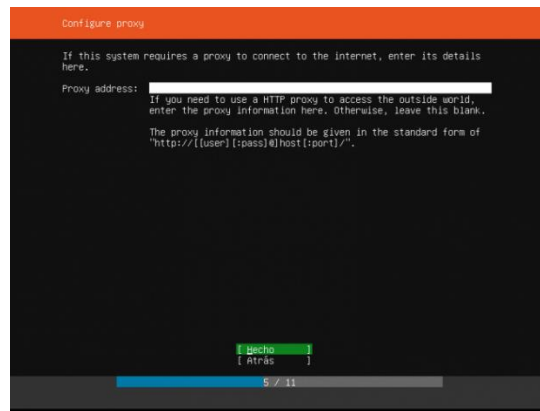 Configure proxy
If this system requires a proxy to connect to the internet, enter its details
here.
Proxy address:
If you need to use a HTTP proxy to access the outside world,
enter the proxy information here. Otherwise, leave this blank.
The proxy information should be given in the standard form of
"http://[[user][:pass]@]host[:port]/".
[ Hecho ]
[ Atrás ]
5 / 11